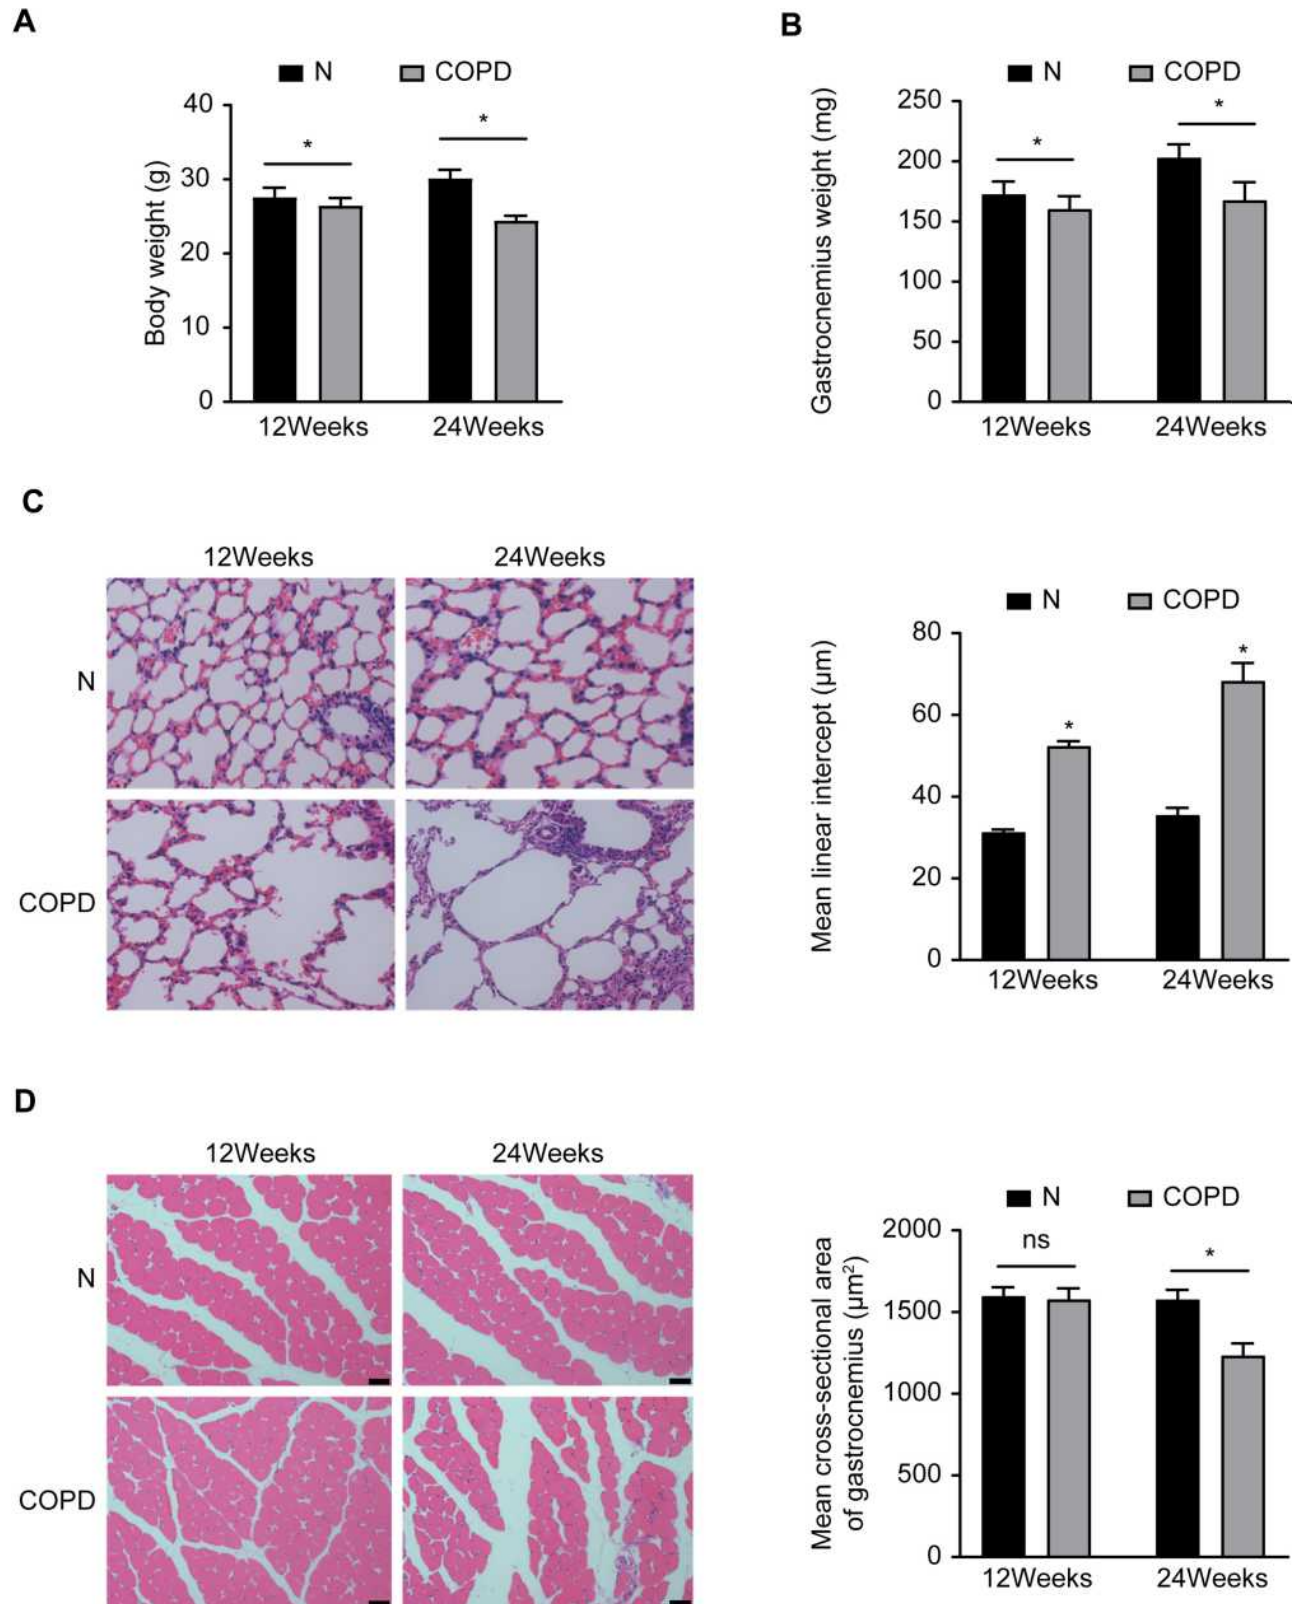 A
N COPD
Body weight (g)
40
30
20
10
0
* *
12Weeks 24Weeks
B
N COPD
Gastrocnemius weight (mg)
250
200
150
100
50
0
* *
12Weeks 24Weeks
C
12Weeks 24Weeks
N
COPD
N COPD
Mean linear intercept (µm)
80
60
40
20
0
* *
12Weeks 24Weeks
D
12Weeks 24Weeks
N
COPD
N COPD
Mean cross-sectional area
of gastrocnemius (µm²)
2000
1500
1000
500
0
ns *
12Weeks 24Weeks